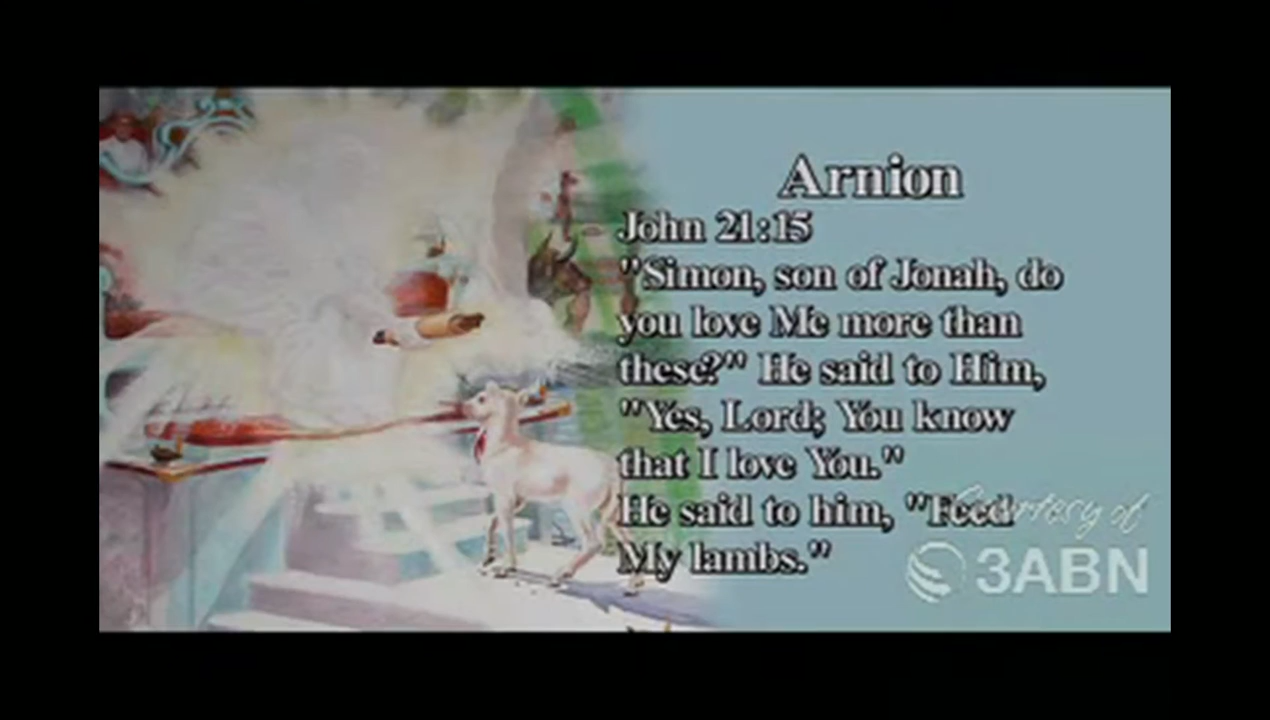 Arnion
John 21:15
"Simon, son of Jonah, do
you love Me more than
these?" He said to Him,
"Yes, Lord; You know
that I love You."
He said to him, "Feed
My lambs."
Courtesy of
3ABN